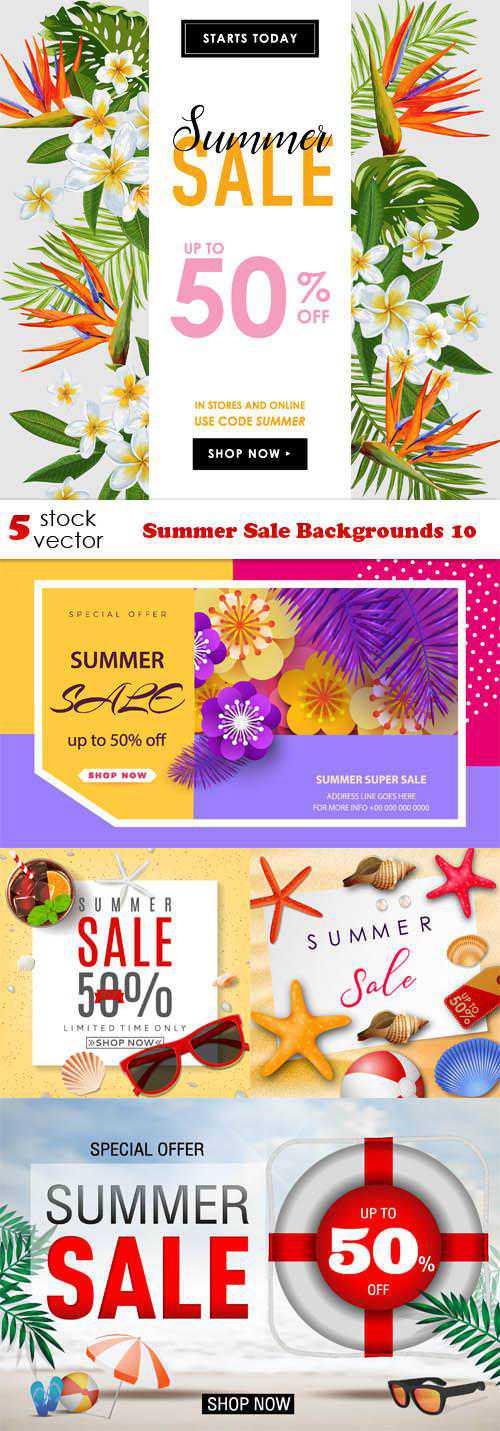 STARTS TODAY
Summer
SALE
UP TO
50%
OFF
IN STORES AND ONLINE
USE CODE SUMMER
SHOP NOW
5 stock
vector
Summer Sale Backgrounds 10
SPECIAL OFFER
SUMMER
SALE
up to 50% off
SHOP NOW
SUMMER SUPER SALE
ADDRESS LINE GOES HERE
FOR MORE INFO +00 000 000 0000
SUMMER
SALE
50%
LIMITED TIME ONLY
»SHOP NOW«
SUMMER
Sale
UP TO
50%
SPECIAL OFFER
SUMMER
SALE
UP TO
50%
OFF
SHOP NOW